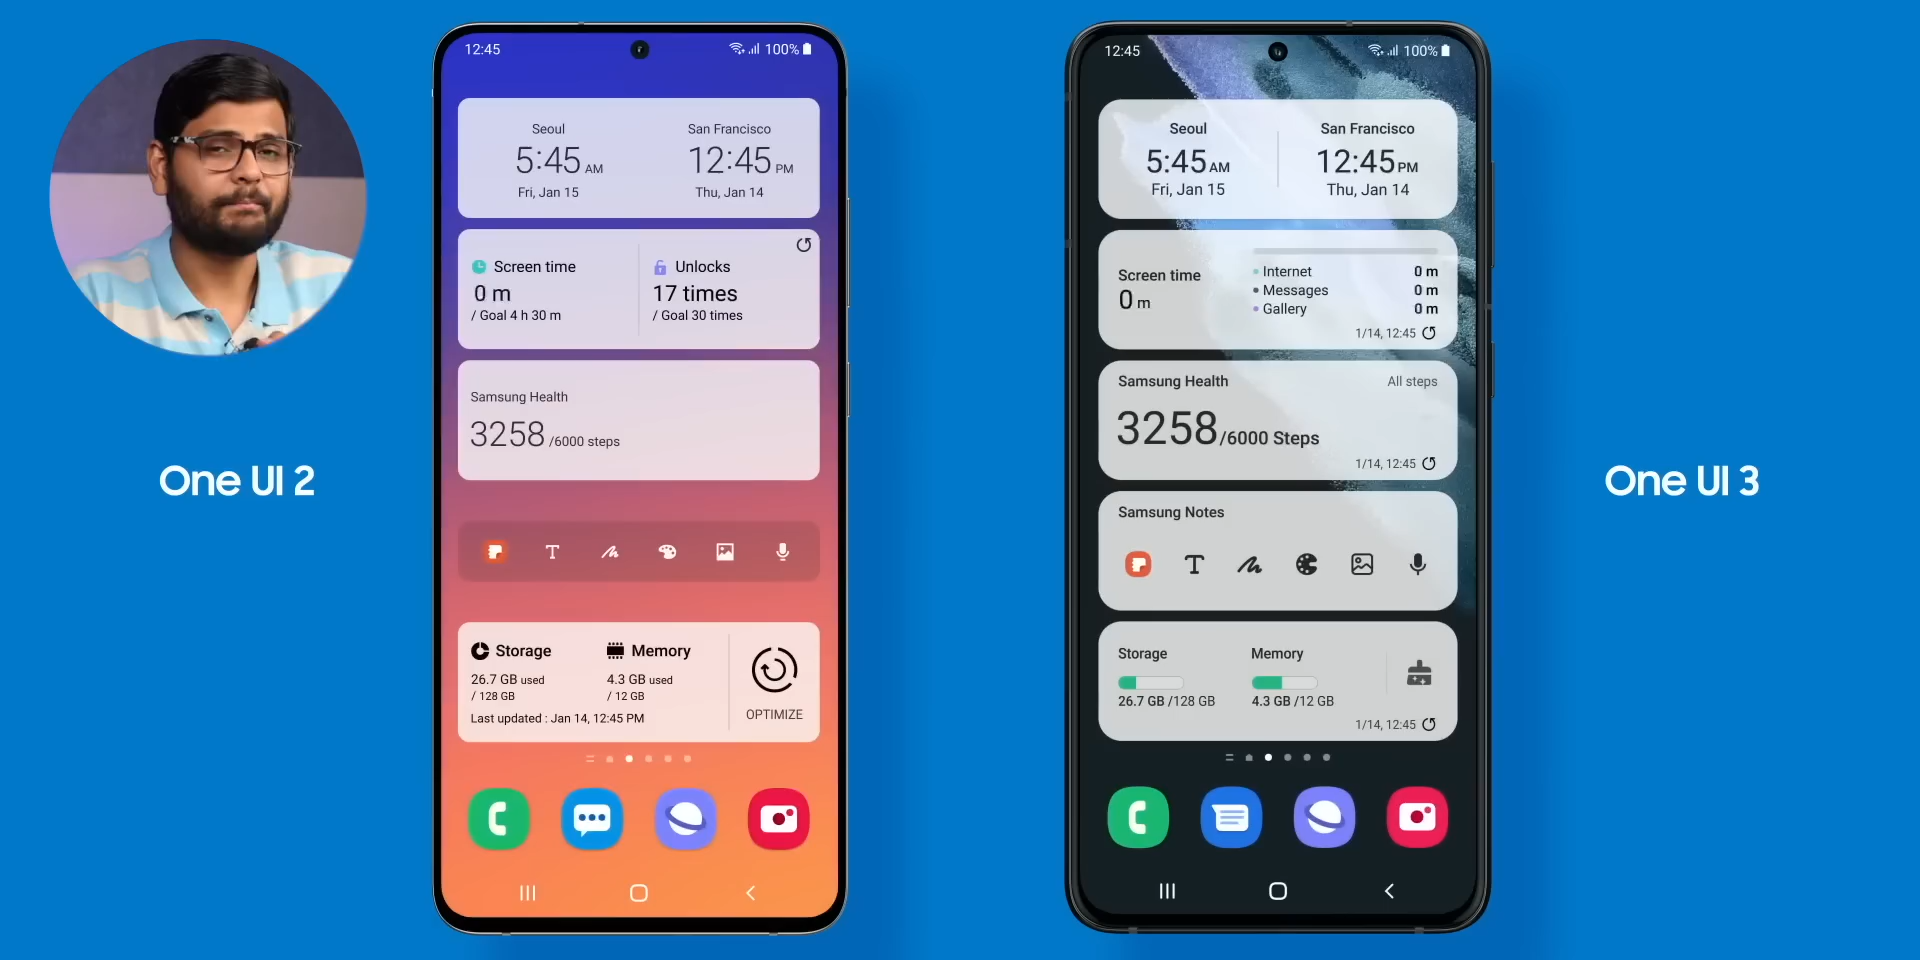 One UI 2
12:45
100%
Seoul
5:45 AM
Fri, Jan 15
San Francisco
12:45 PM
Thu, Jan 14
Screen time
0 m
/ Goal 4 h 30 m
Unlocks
17 times
/ Goal 30 times
Samsung Health
3258 /6000 steps
T
Storage
26.7 GB used
/ 128 GB
Memory
4.3 GB used
/ 12 GB
Last updated : Jan 14, 12:45 PM
OPTIMIZE
12:45
100%
Seoul
5:45 AM
Fri, Jan 15
San Francisco
12:45 PM
Thu, Jan 14
Screen time
0 m
Internet 0 m
Messages 0 m
Gallery 0 m
1/14, 12:45
Samsung Health
All steps
3258/6000 Steps
1/14, 12:45
Samsung Notes
T
Storage
26.7 GB /128 GB
Memory
4.3 GB /12 GB
1/14, 12:45
One UI 3